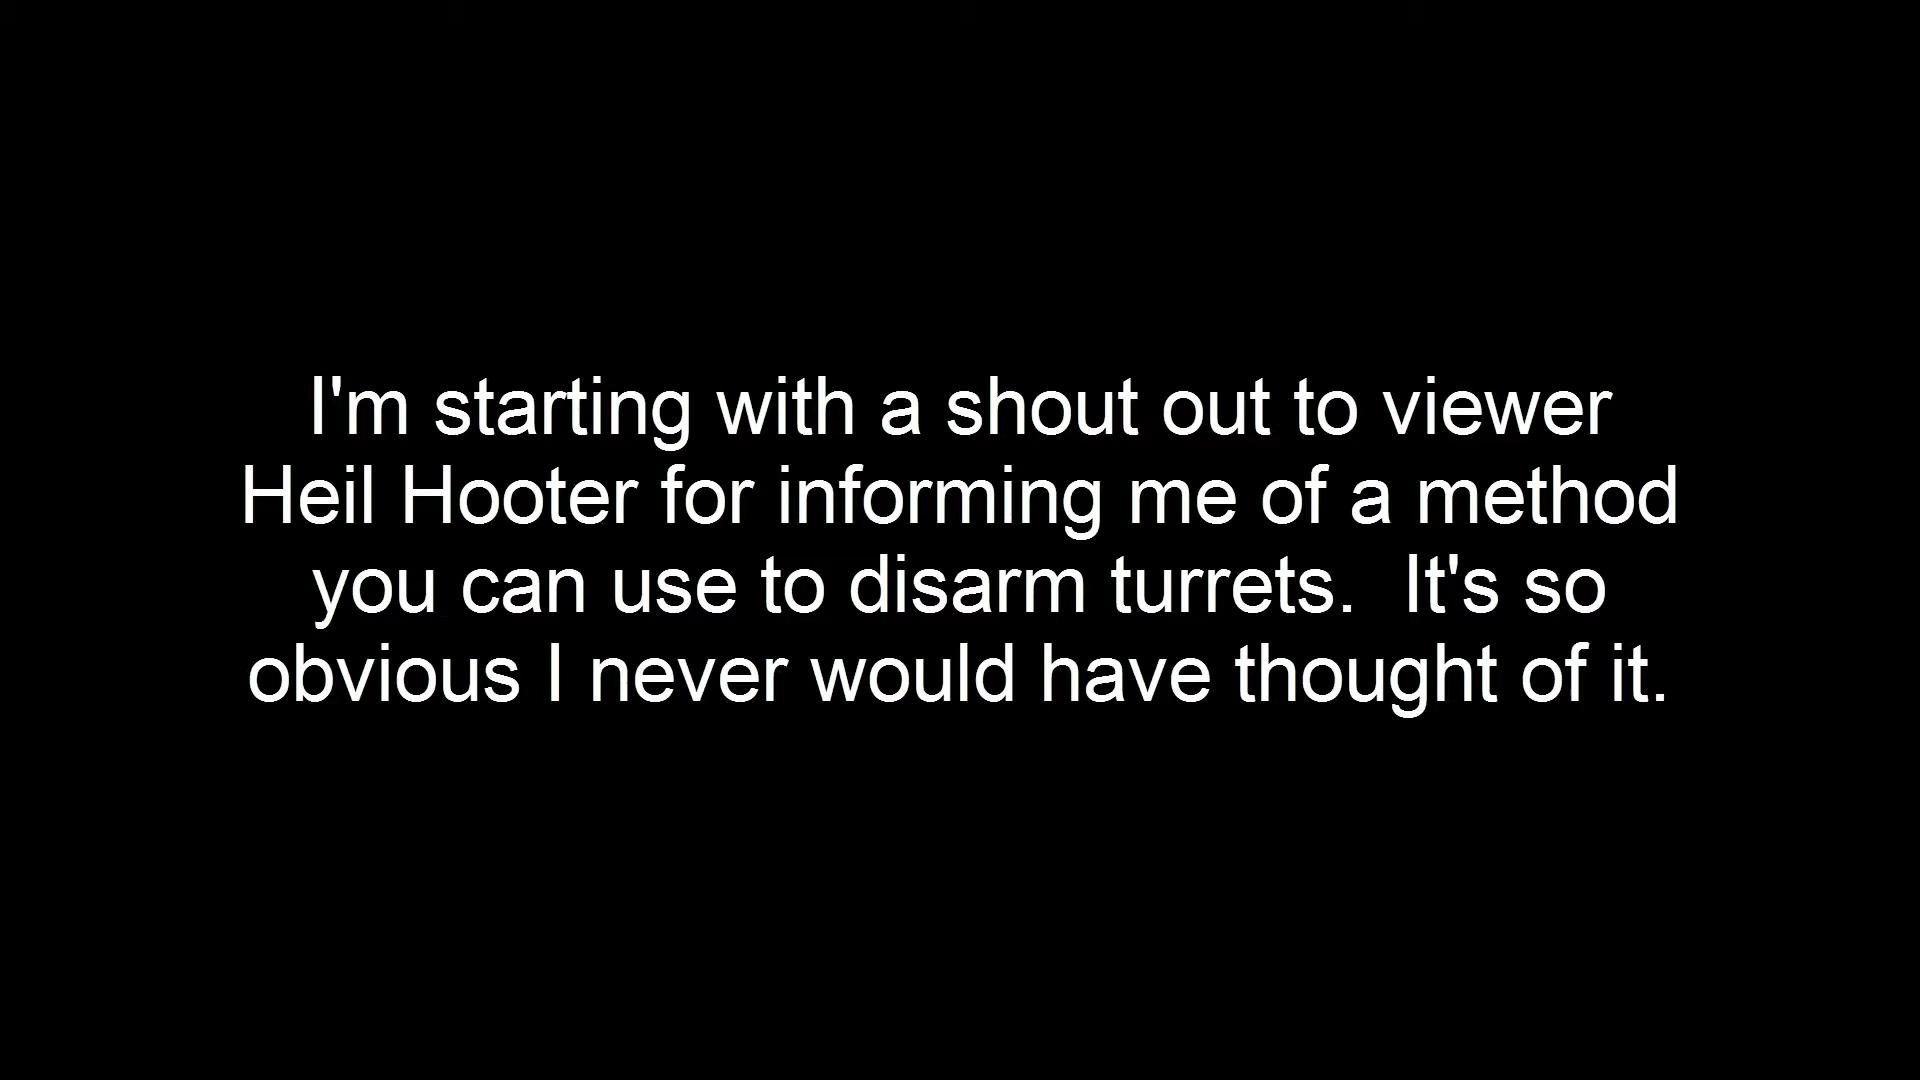 I'm starting with a shout out to viewer
Heil Hooter for informing me of a method
you can use to disarm turrets.  It's so
obvious I never would have thought of it.